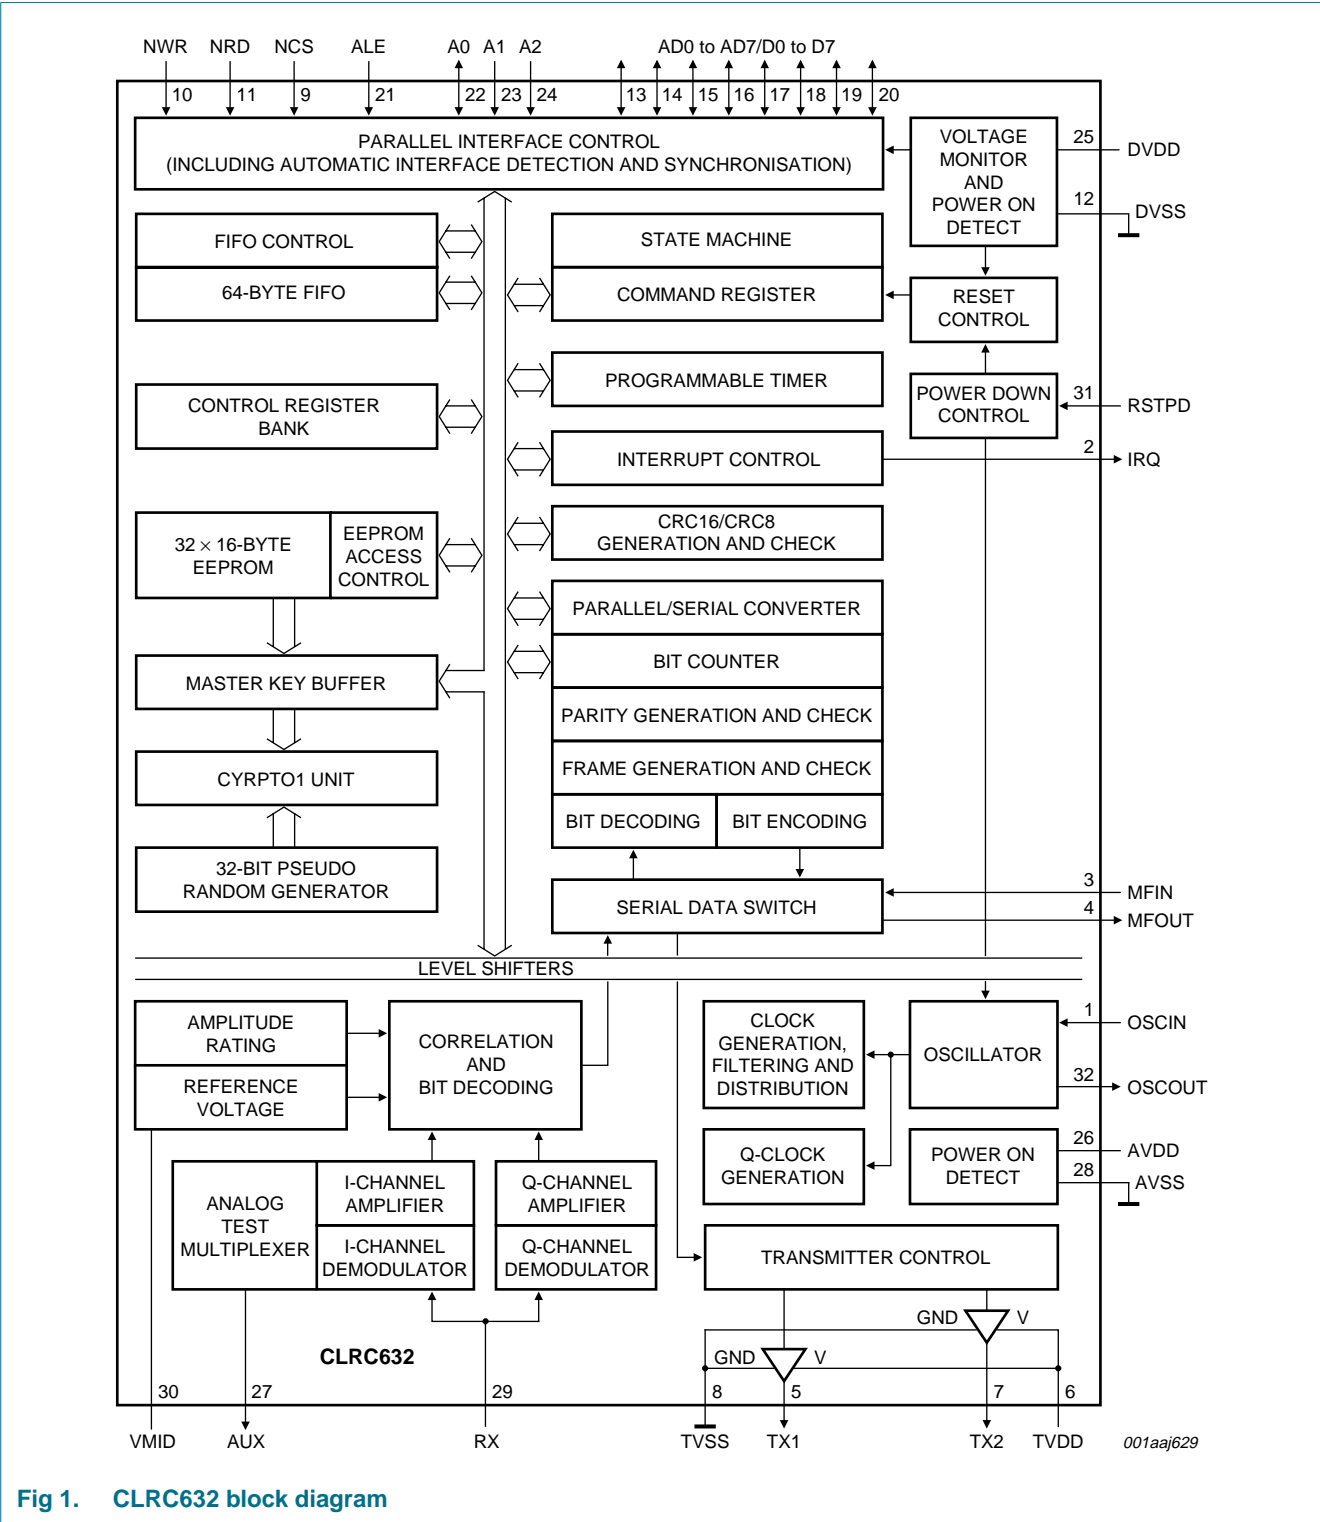 NWR NRD NCS ALE A0 A1 A2 AD0 to AD7/D0 to D7
10 11 9 21 22 23 24 13 14 15 16 17 18 19 20
PARALLEL INTERFACE CONTROL
(INCLUDING AUTOMATIC INTERFACE DETECTION AND SYNCHRONISATION)
VOLTAGE
MONITOR
AND
POWER ON
DETECT
25 DVDD
12 DVSS
FIFO CONTROL
64-BYTE FIFO
STATE MACHINE
COMMAND REGISTER
RESET
CONTROL
PROGRAMMABLE TIMER
CONTROL REGISTER
BANK
POWER DOWN
CONTROL
31 RSTPD
INTERRUPT CONTROL
2 IRQ
32 × 16-BYTE
EEPROM
EEPROM
ACCESS
CONTROL
CRC16/CRC8
GENERATION AND CHECK
PARALLEL/SERIAL CONVERTER
BIT COUNTER
MASTER KEY BUFFER
PARITY GENERATION AND CHECK
FRAME GENERATION AND CHECK
CYRPTO1 UNIT
BIT DECODING BIT ENCODING
32-BIT PSEUDO
RANDOM GENERATOR
SERIAL DATA SWITCH
3 MFIN
4 MFOUT
LEVEL SHIFTERS
AMPLITUDE
RATING
REFERENCE
VOLTAGE
CORRELATION
AND
BIT DECODING
CLOCK
GENERATION,
FILTERING AND
DISTRIBUTION
OSCILLATOR
1 OSCIN
32 OSCOUT
Q-CLOCK
GENERATION
POWER ON
DETECT
26 AVDD
28 AVSS
ANALOG
TEST
MULTIPLEXER
I-CHANNEL
AMPLIFIER
I-CHANNEL
DEMODULATOR
Q-CHANNEL
AMPLIFIER
Q-CHANNEL
DEMODULATOR
TRANSMITTER CONTROL
GND V
GND V
CLRC632
30 27 29 8 5 7 6
VMID AUX RX TVSS TX1 TX2 TVDD
001aaj629
Fig 1. CLRC632 block diagram